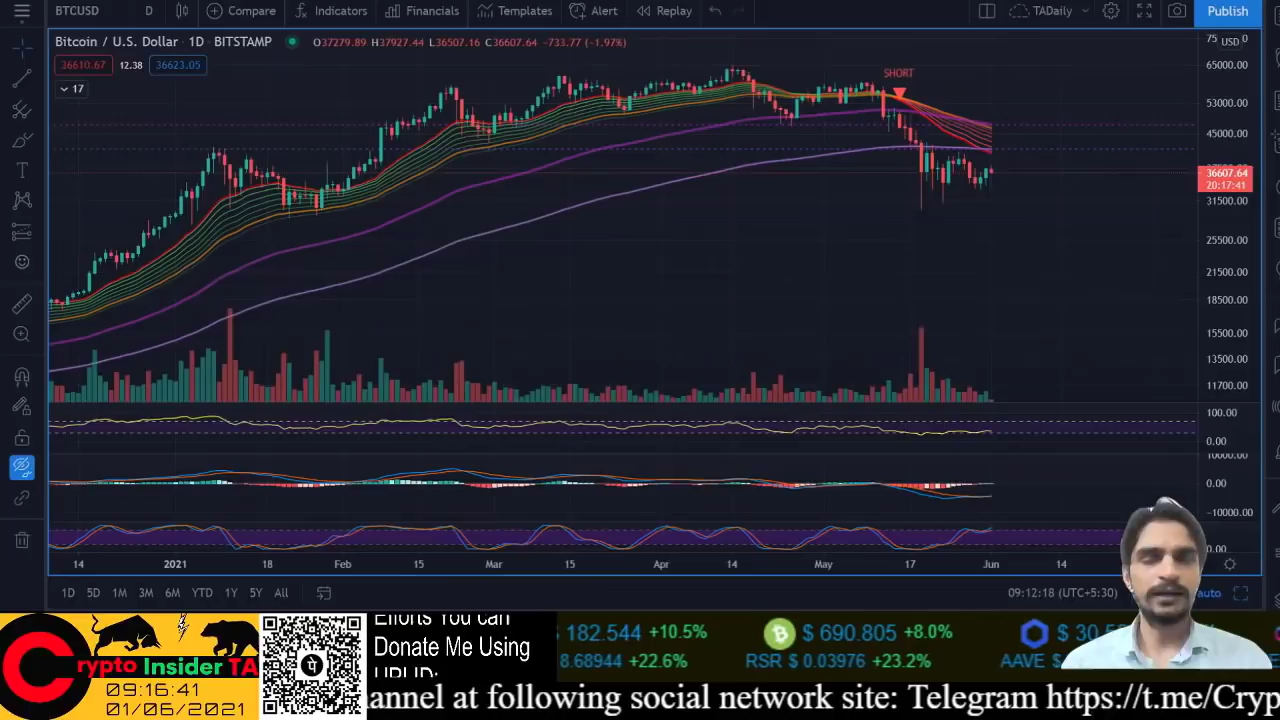 BTCUSD D Compare Indicators Financials Templates Alert Replay TADaily Publish
Bitcoin / U.S. Dollar · 1D · BITSTAMP O37279.89 H37927.44 L36507.16 C36607.64 -733.77 (-1.97%)
36610.67 12.38 36623.05
17
USD
SHORT
65000.00
53000.00
45000.00
36607.64
20:17:41
31500.00
25500.00
21500.00
18500.00
15500.00
13500.00
11700.00
100.00
0.00
0.00
-10000.00
0.00
14 2021 18 Feb 15 Mar 15 Apr 14 May 17 Jun 14
1D 5D 1M 3M 6M YTD 1Y 5Y All 09:12:18 (UTC+5:30) auto
Crypto Insider TA
09:16:41
01/06/2021
Efforts You can
Donate Me Using
UPI ID:
182.544 +10.5% $ 690.805 +8.0%
8.68944 +22.6% RSR $ 0.03976 +23.2% AAVE $
hannel at following social network site: Telegram https://t.me/Cryp